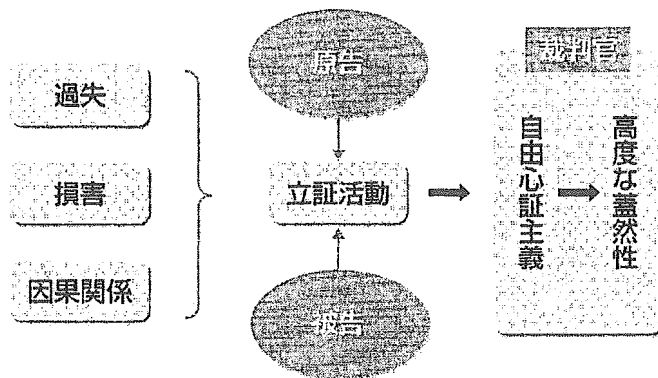 過失
損害
因果関係
原告
立証活動
被告
裁判官
自由心証主義
高度な蓋然性